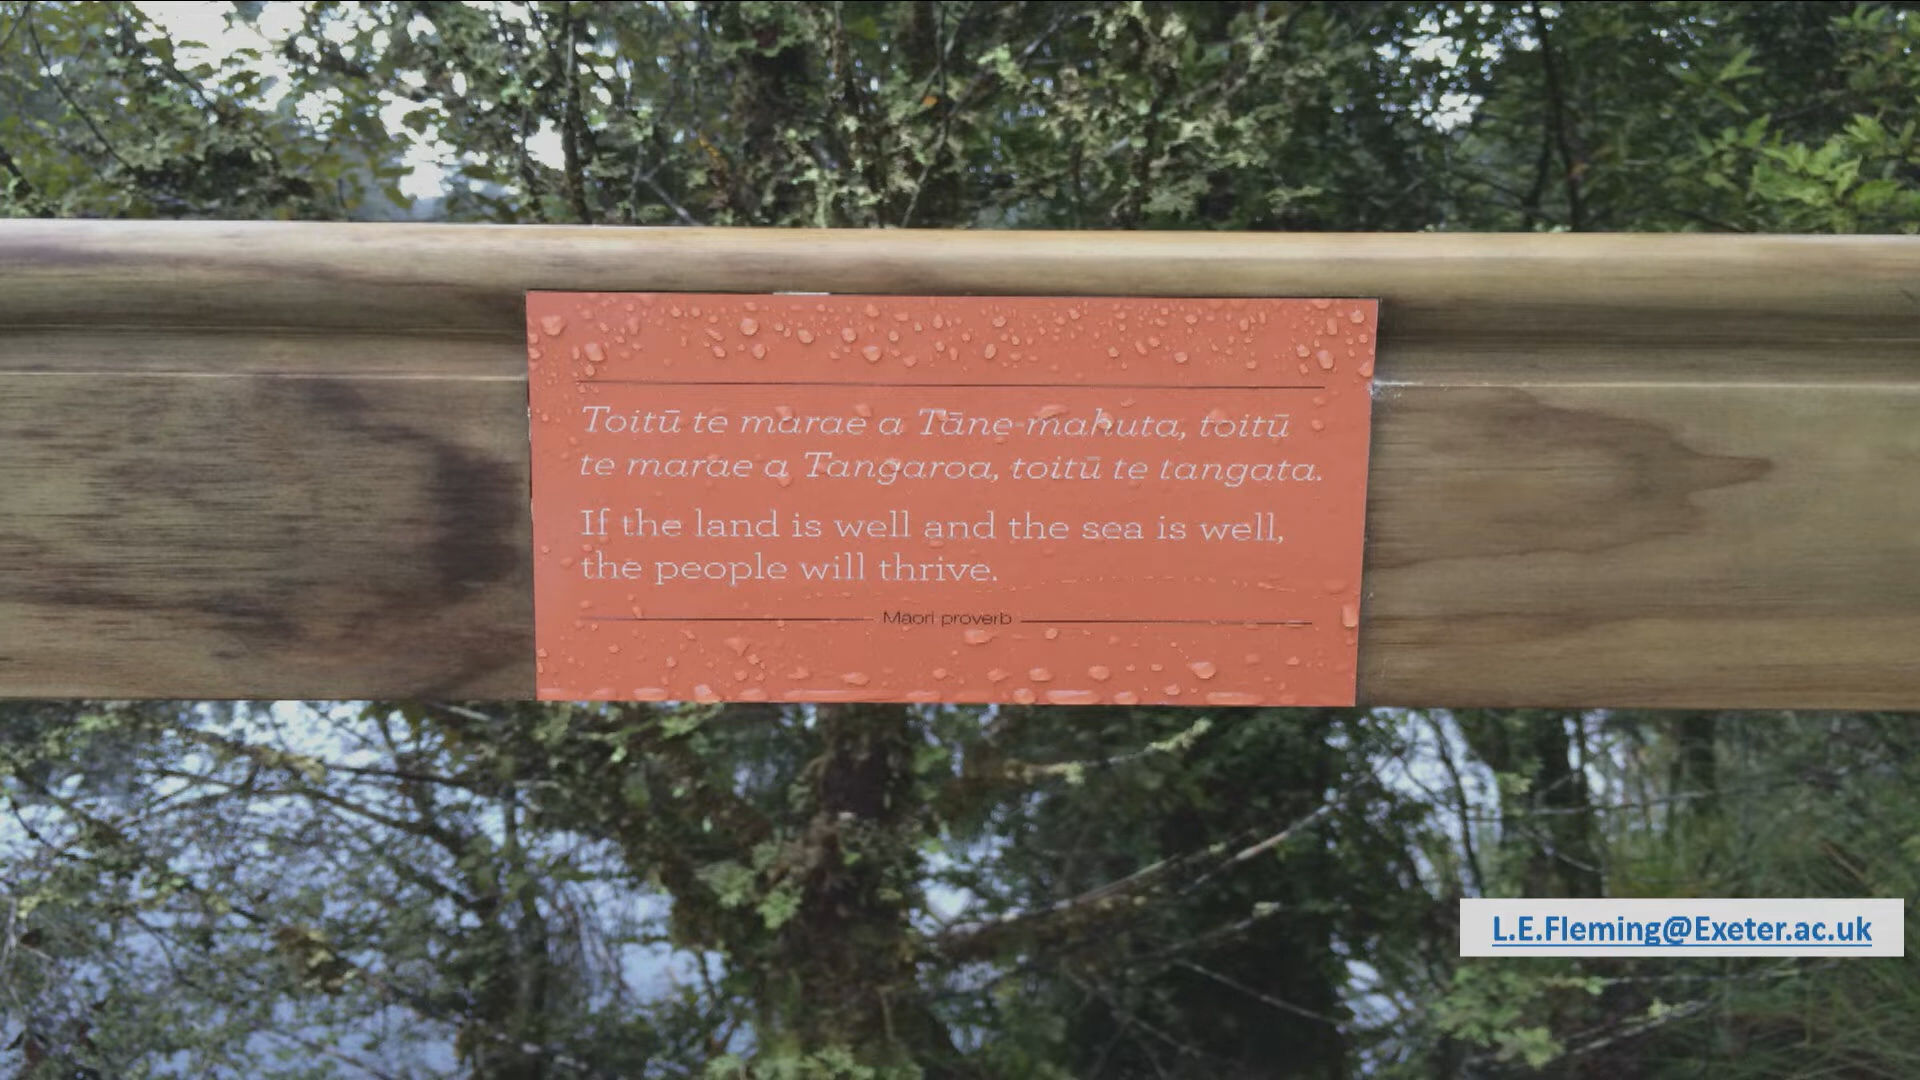 Toitū te marae a Tāne-mahuta, toitū
te marae a Tangaroa, toitū te tangata.
If the land is well and the sea is well,
the people will thrive.
Maori proverb
L.E.Fleming@Exeter.ac.uk